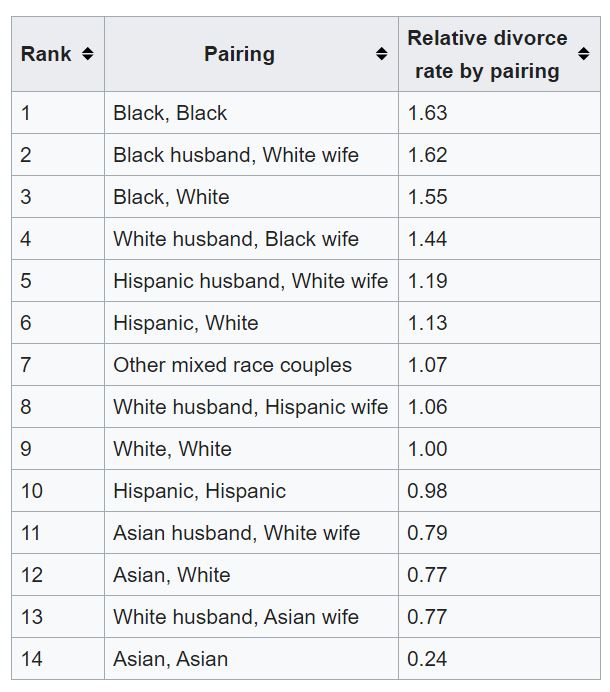 Rank Pairing Relative divorce rate by pairing
1 Black, Black 1.63
2 Black husband, White wife 1.62
3 Black, White 1.55
4 White husband, Black wife 1.44
5 Hispanic husband, White wife 1.19
6 Hispanic, White 1.13
7 Other mixed race couples 1.07
8 White husband, Hispanic wife 1.06
9 White, White 1.00
10 Hispanic, Hispanic 0.98
11 Asian husband, White wife 0.79
12 Asian, White 0.77
13 White husband, Asian wife 0.77
14 Asian, Asian 0.24